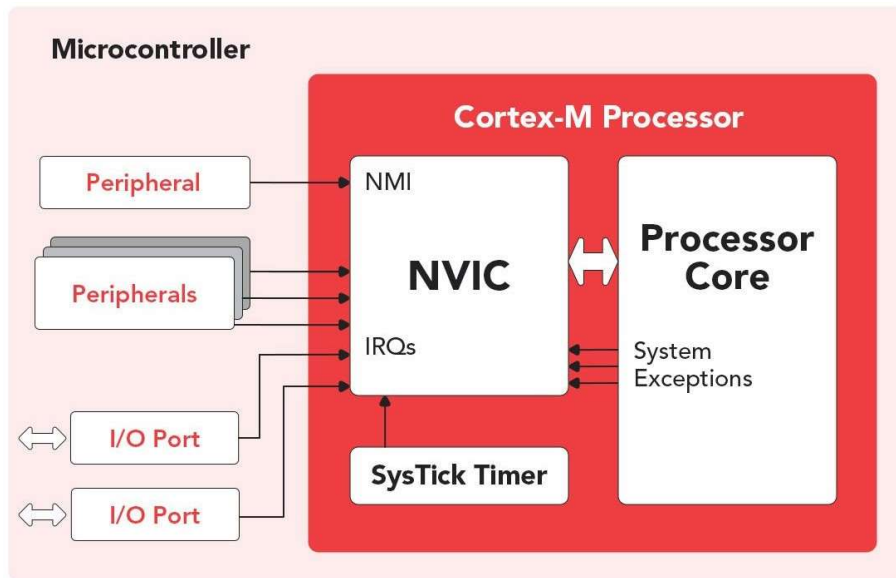 Microcontroller
Cortex-M Processor
Peripheral
NMI
Peripherals
NVIC
IRQs
Processor
Core
System
Exceptions
I/O Port
SysTick Timer
I/O Port